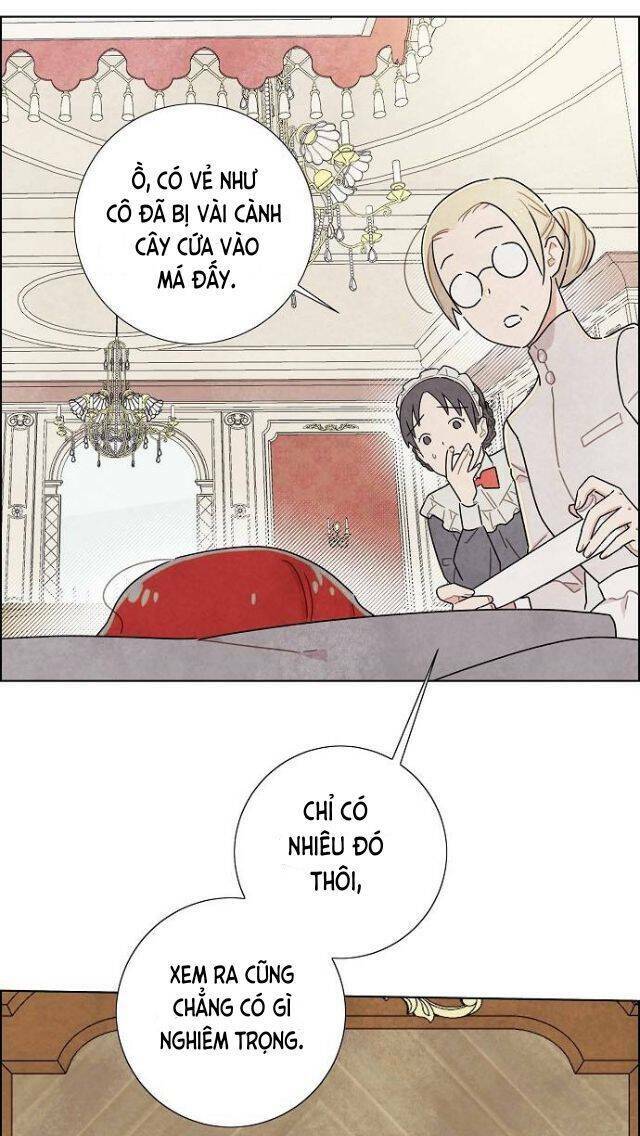 Ồ, CÓ VẺ NHƯ
CÔ ĐÃ BỊ VÀI CÀNH
CÂY CỨA VÀO
MÁ ĐẤY.
CHỈ CÓ
NHIÊU ĐÓ
THÔI,
XEM RA CŨNG
CHẲNG CÓ GÌ
NGHIÊM TRỌNG.